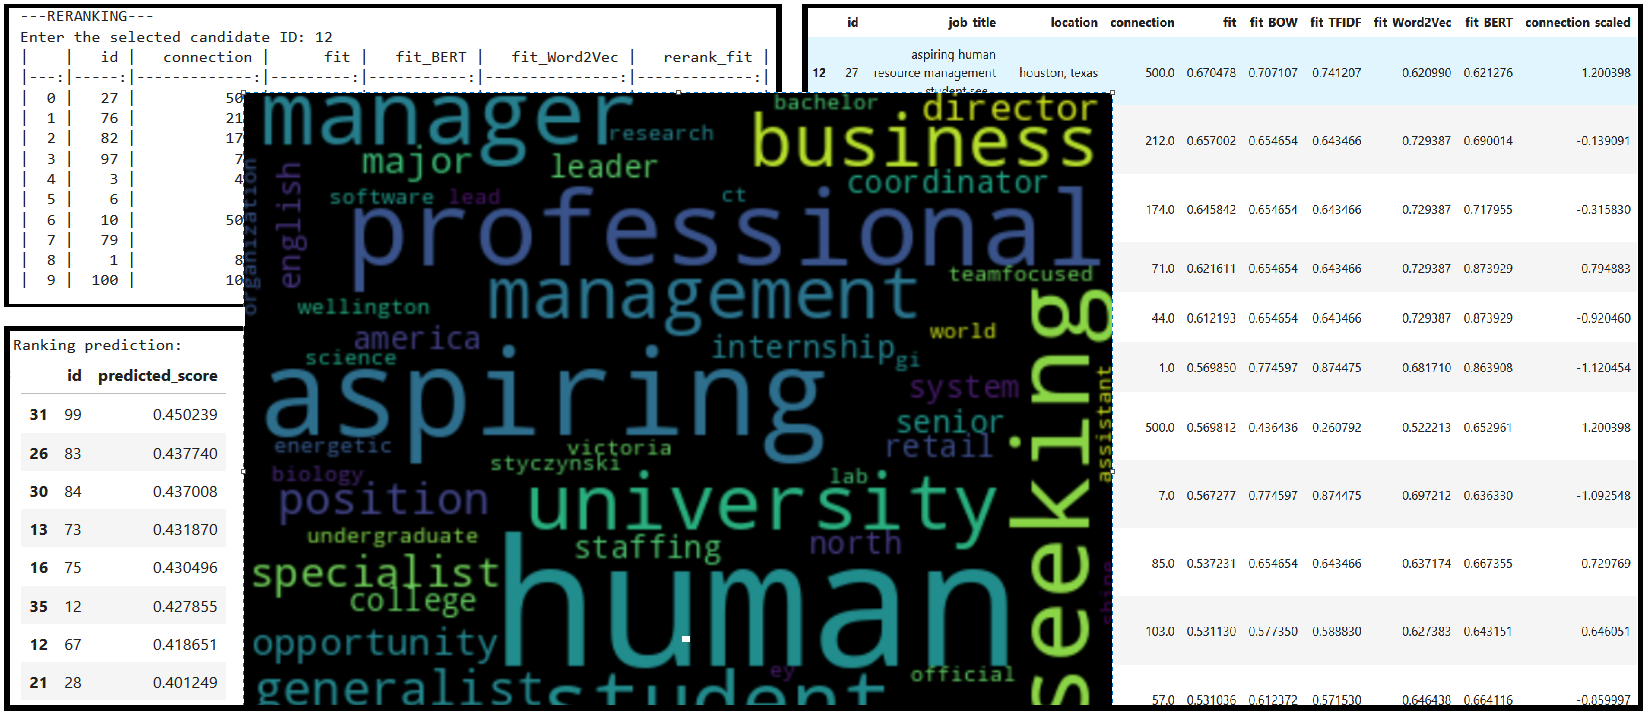 ---RERANKING---
Enter the selected candidate ID: 12
| | id | connection | fit | fit_BERT | fit_Word2Vec | rerank_fit |
|---:|-----:|-------------:|---------:|-----------:|---------------:|-------------:|
| 0 | 27 | 50
| 1 | 76 | 21
| 2 | 82 | 17
| 3 | 97 | 7
| 4 | 3 | 4
| 5 | 6 |
| 6 | 10 | 50
| 7 | 79 |
| 8 | 1 | 8
| 9 | 100 | 10
Ranking prediction:
id predicted_score
31 99 0.450239
26 83 0.437740
30 84 0.437008
13 73 0.431870
16 75 0.430496
35 12 0.427855
12 67 0.418651
21 28 0.401249
manager
research
bachelor
director
business
major
leader
coordinator
organization
english
software
lead
ct
professional
teamfocused
management
wellington
america
science
internship
gi
world
aspiring
system
senior
retail
assistant
seeking
energetic
victoria
styczynski
biology
lab
position
university
undergraduate
staffing
north
specialist
college
human
opportunity
ey
official
generalist
student
id job title location connection fit fit BOW fit TFIDF fit Word2Vec fit BERT connection scaled
aspiring human
12 27 resource management houston, texas 500.0 0.670478 0.707107 0.741207 0.620990 0.621276 1.200398
student see
212.0 0.657002 0.654654 0.643466 0.729387 0.690014 -0.139091
174.0 0.645842 0.654654 0.643466 0.729387 0.717955 -0.315830
71.0 0.621611 0.654654 0.643466 0.729387 0.873929 0.794883
44.0 0.612193 0.654654 0.643466 0.729387 0.873929 -0.920460
1.0 0.569850 0.774597 0.874475 0.681710 0.863908 -1.120454
500.0 0.569812 0.436436 0.260792 0.522213 0.652961 1.200398
7.0 0.567277 0.774597 0.874475 0.697212 0.636330 -1.092548
85.0 0.537231 0.654654 0.643466 0.637174 0.667355 0.729769
103.0 0.531130 0.577350 0.588830 0.627383 0.643151 0.646051
57.0 0.531036 0.612372 0.571530 0.646438 0.664116 -0.859997